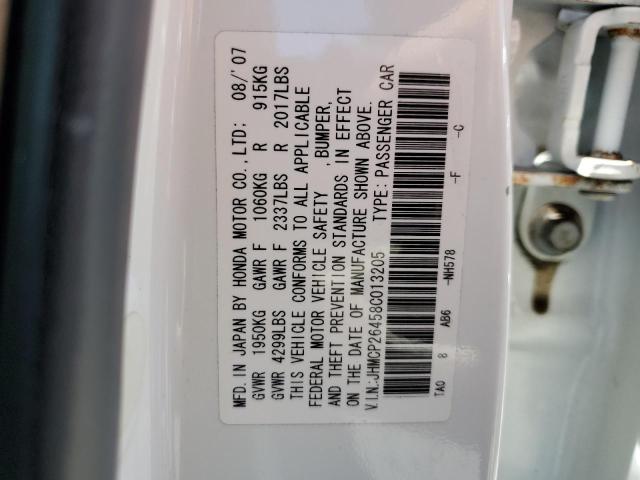 MFD. IN JAPAN BY HONDA MOTOR CO., LTD: 08/'07
GVWR 1950KG GAWR F 1060KG R 915KG
GVWR 4299LBS GAWR F 2337LBS R 2017LBS
THIS VEHICLE CONFORMS TO ALL APPLICABLE
FEDERAL MOTOR VEHICLE SAFETY , BUMPER,
AND THEFT PREVENTION STANDARDS IN EFFECT
ON THE DATE OF MANUFACTURE SHOWN ABOVE.
V.I.N.:JHMCP26458C013205 TYPE: PASSENGER CAR
TA0 8 AB6 -NH578 -F -C